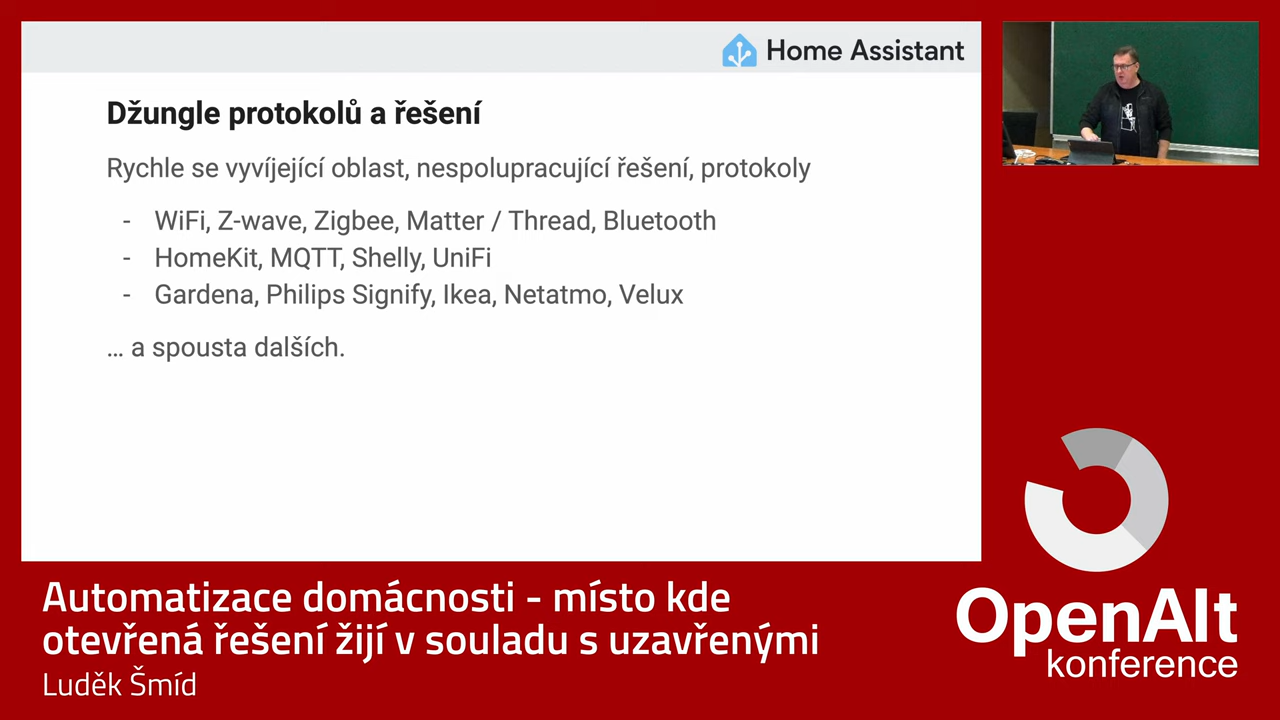 Home Assistant
Džungle protokolů a řešení
Rychle se vyvíjející oblast, nespolupracující řešení, protokoly
- WiFi, Z-wave, Zigbee, Matter / Thread, Bluetooth
- HomeKit, MQTT, Shelly, UniFi
- Gardena, Philips Signify, Ikea, Netatmo, Velux
… a spousta dalších.
Automatizace domácnosti - místo kde
otevřená řešení žijí v souladu s uzavřenými
Luděk Šmíd
OpenAlt
konference